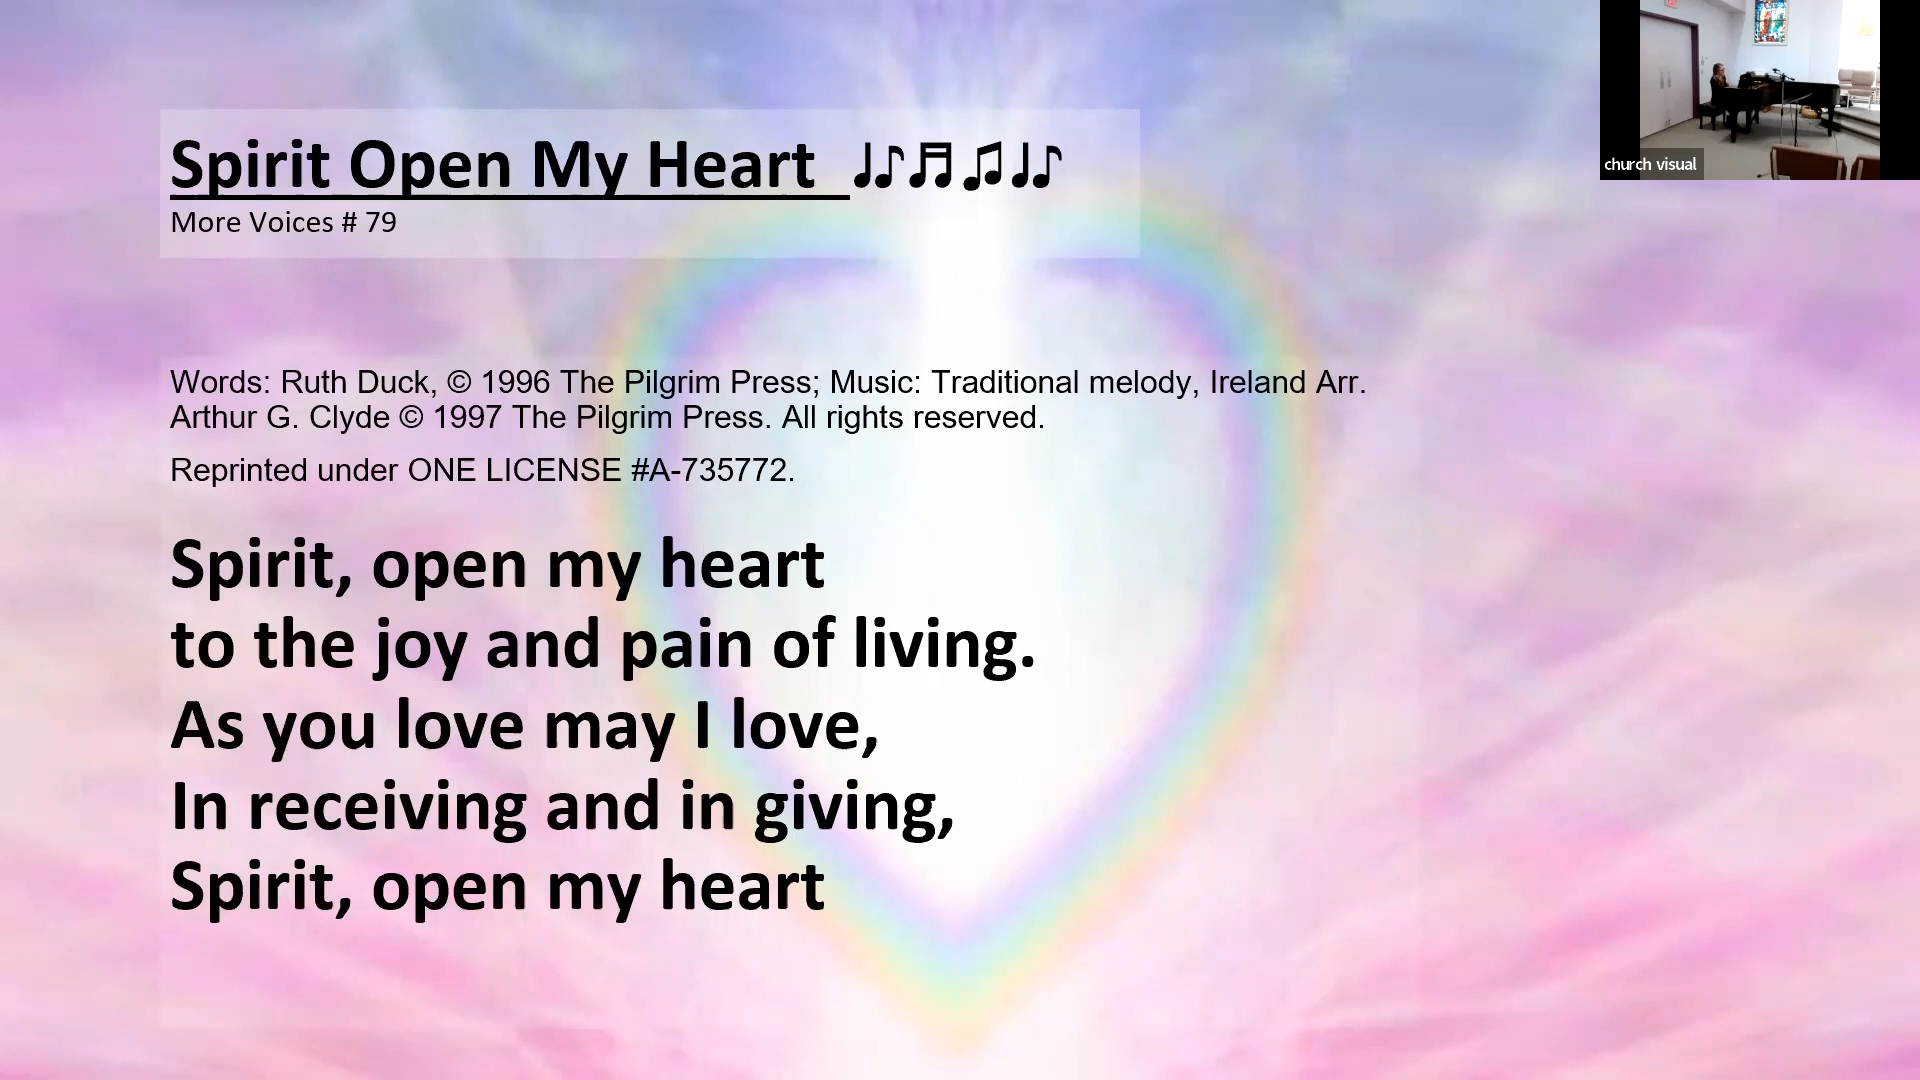 Spirit Open My Heart ♩♪♬♫♩♪
More Voices # 79
church visual
Words: Ruth Duck, © 1996 The Pilgrim Press; Music: Traditional melody, Ireland Arr.
Arthur G. Clyde © 1997 The Pilgrim Press. All rights reserved.
Reprinted under ONE LICENSE #A-735772.
Spirit, open my heart
to the joy and pain of living.
As you love may I love,
In receiving and in giving,
Spirit, open my heart